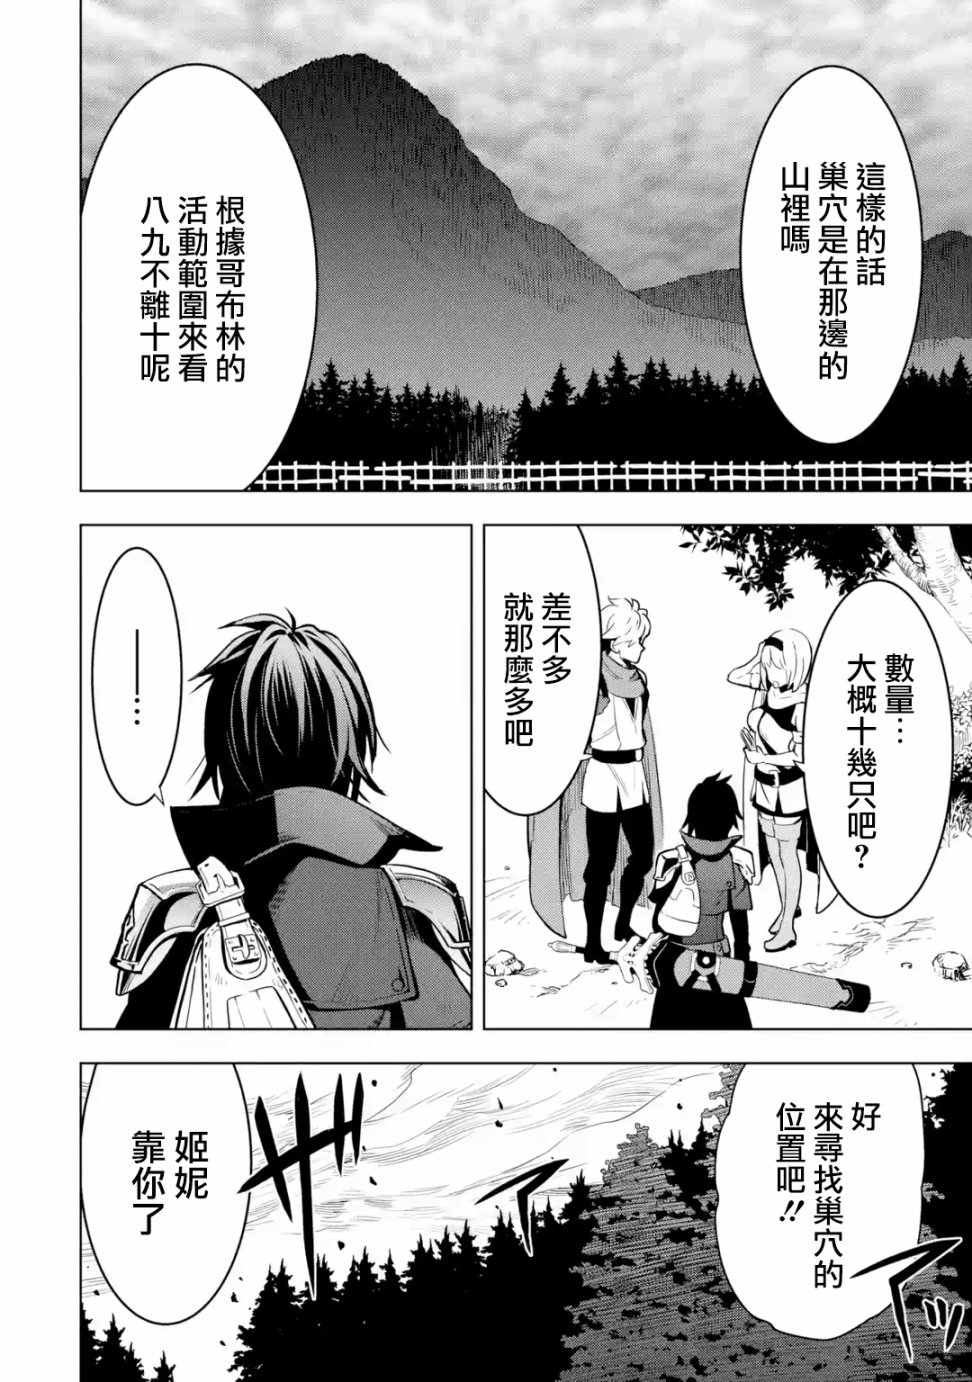 這樣的話
巢穴是在那邊的
山裡嗎
根據哥布林的
活動範圍來看
八九不離十呢
數量…
大概十幾只吧？
差不多
就那麼多吧
——…
好
來尋找巢穴的
位置吧!!
姬妮
靠你了
ザアッ